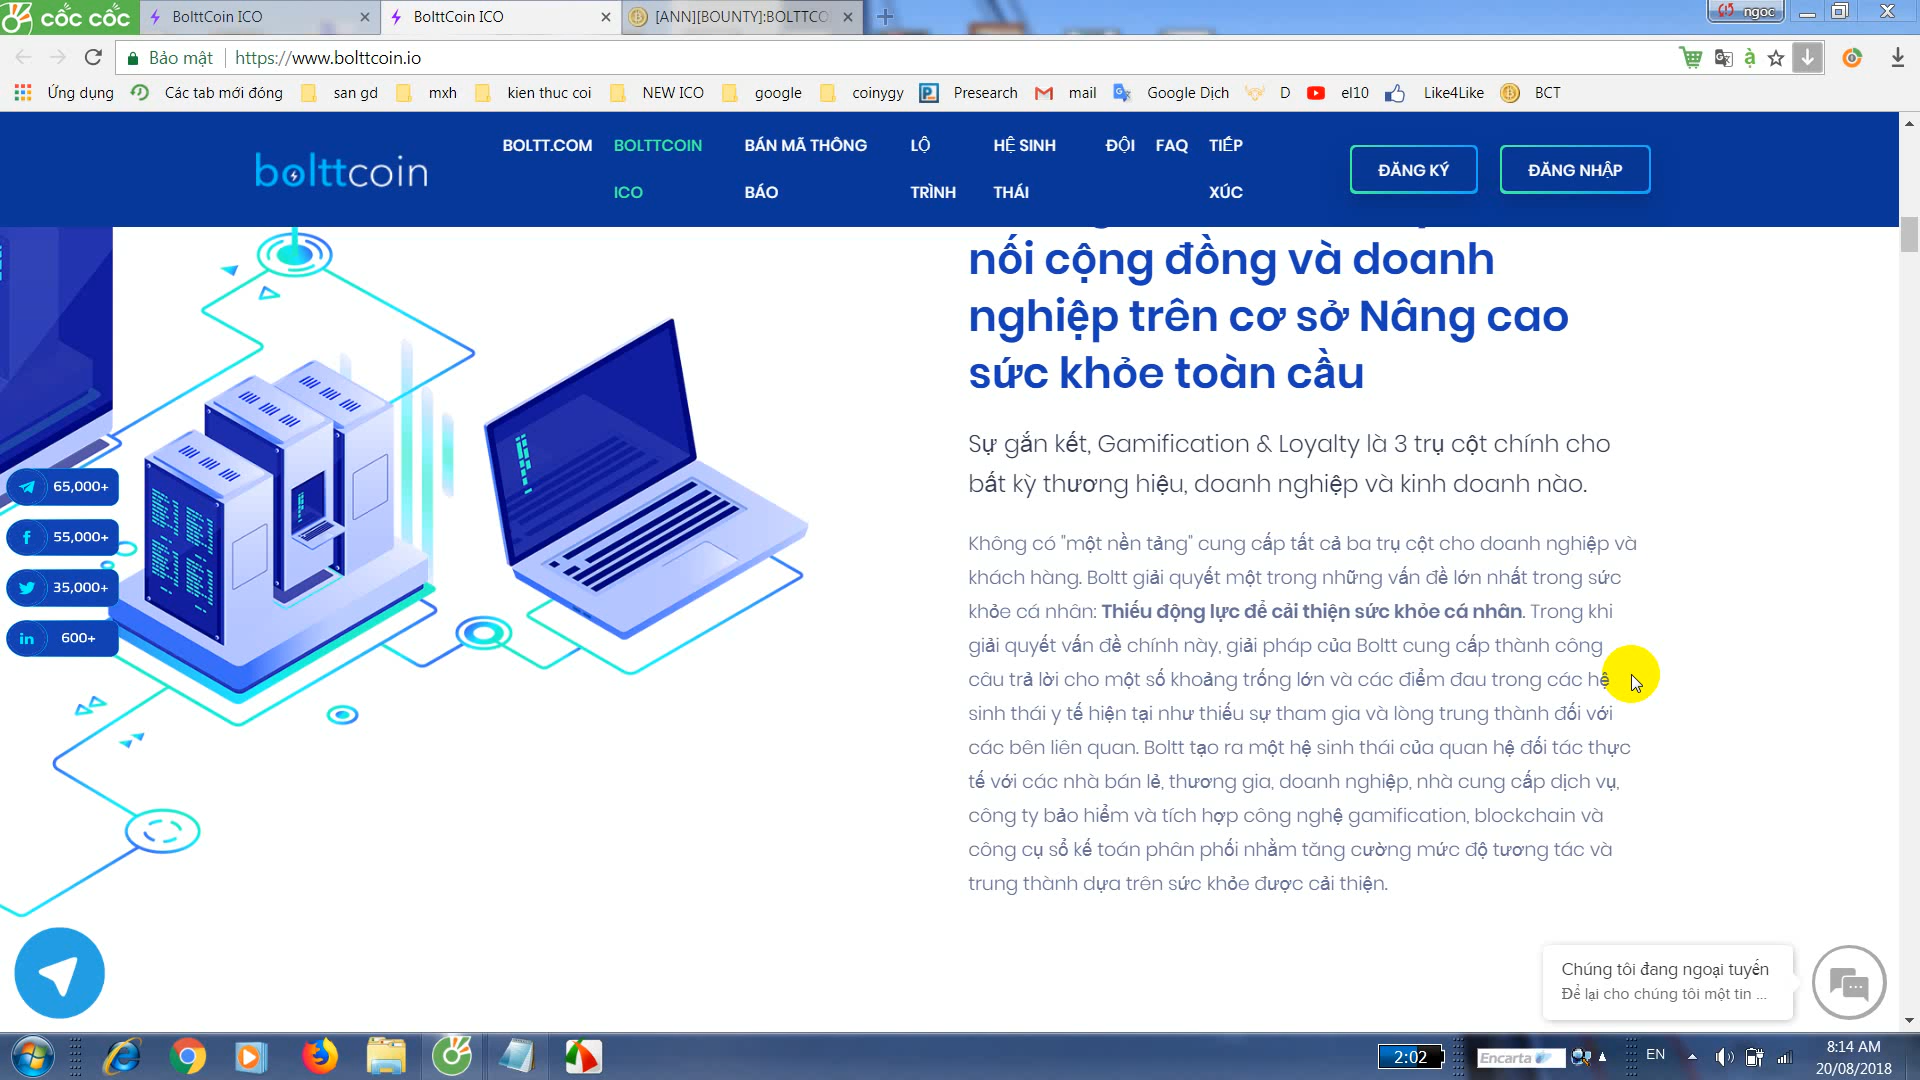 cốc cốc
BolttCoin ICO
BolttCoin ICO
[ANN][BOUNTY]:BOLTTCO
ngoc
Bảo mật
https://www.bolttcoin.io
Ứng dụng
Các tab mới đóng
san gd
mxh
kien thuc coi
NEW ICO
google
coinygy
Presearch
mail
Google Dịch
D
el10
Like4Like
BCT
bolttcoin
BOLTT.COM
BOLTTCOIN
ICO
BÁN MÃ THÔNG
BÁO
LỘ
TRÌNH
HỆ SINH
THÁI
ĐỘI
FAQ
TIẾP
XÚC
ĐĂNG KÝ
ĐĂNG NHẬP
nối cộng đồng và doanh
nghiệp trên cơ sở Nâng cao
sức khỏe toàn cầu
Sự gắn kết, Gamification & Loyalty là 3 trụ cột chính cho
bất kỳ thương hiệu, doanh nghiệp và kinh doanh nào.
Không có "một nền tảng" cung cấp tất cả ba trụ cột cho doanh nghiệp và
khách hàng. Boltt giải quyết một trong những vấn đề lớn nhất trong sức
khỏe cá nhân: Thiếu động lực để cải thiện sức khỏe cá nhân. Trong khi
giải quyết vấn đề chính này, giải pháp của Boltt cung cấp thành công
câu trả lời cho một số khoảng trống lớn và các điểm đau trong các hệ
sinh thái y tế hiện tại như thiếu sự tham gia và lòng trung thành đối với
các bên liên quan. Boltt tạo ra một hệ sinh thái của quan hệ đối tác thực
tế với các nhà bán lẻ, thương gia, doanh nghiệp, nhà cung cấp dịch vụ,
công ty bảo hiểm và tích hợp công nghệ gamification, blockchain và
công cụ sổ kế toán phân phối nhằm tăng cường mức độ tương tác và
trung thành dựa trên sức khỏe được cải thiện.
65,000+
55,000+
35,000+
600+
Chúng tôi đang ngoại tuyến
Để lại cho chúng tôi một tin ...
2:02
Encarta
EN
8:14 AM
20/08/2018